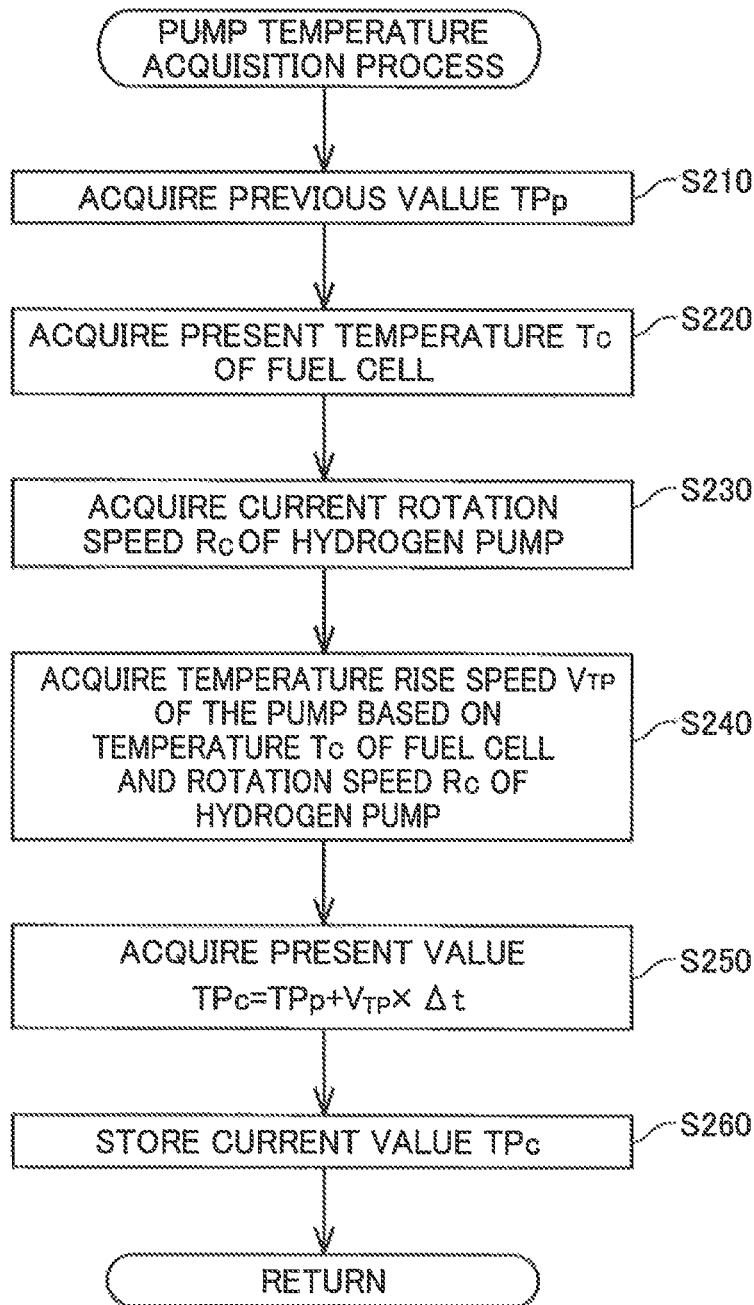 PUMP TEMPERATURE
ACQUISITION PROCESS
ACQUIRE PREVIOUS VALUE TPp
S210
ACQUIRE PRESENT TEMPERATURE Tc
OF FUEL CELL
S220
ACQUIRE CURRENT ROTATION
SPEED Rc OF HYDROGEN PUMP
S230
ACQUIRE TEMPERATURE RISE SPEED VTP
OF THE PUMP BASED ON
TEMPERATURE Tc OF FUEL CELL
AND ROTATION SPEED Rc OF
HYDROGEN PUMP
S240
ACQUIRE PRESENT VALUE
TPc=TPp+VTP× Δt
S250
STORE CURRENT VALUE TPc
S260
RETURN